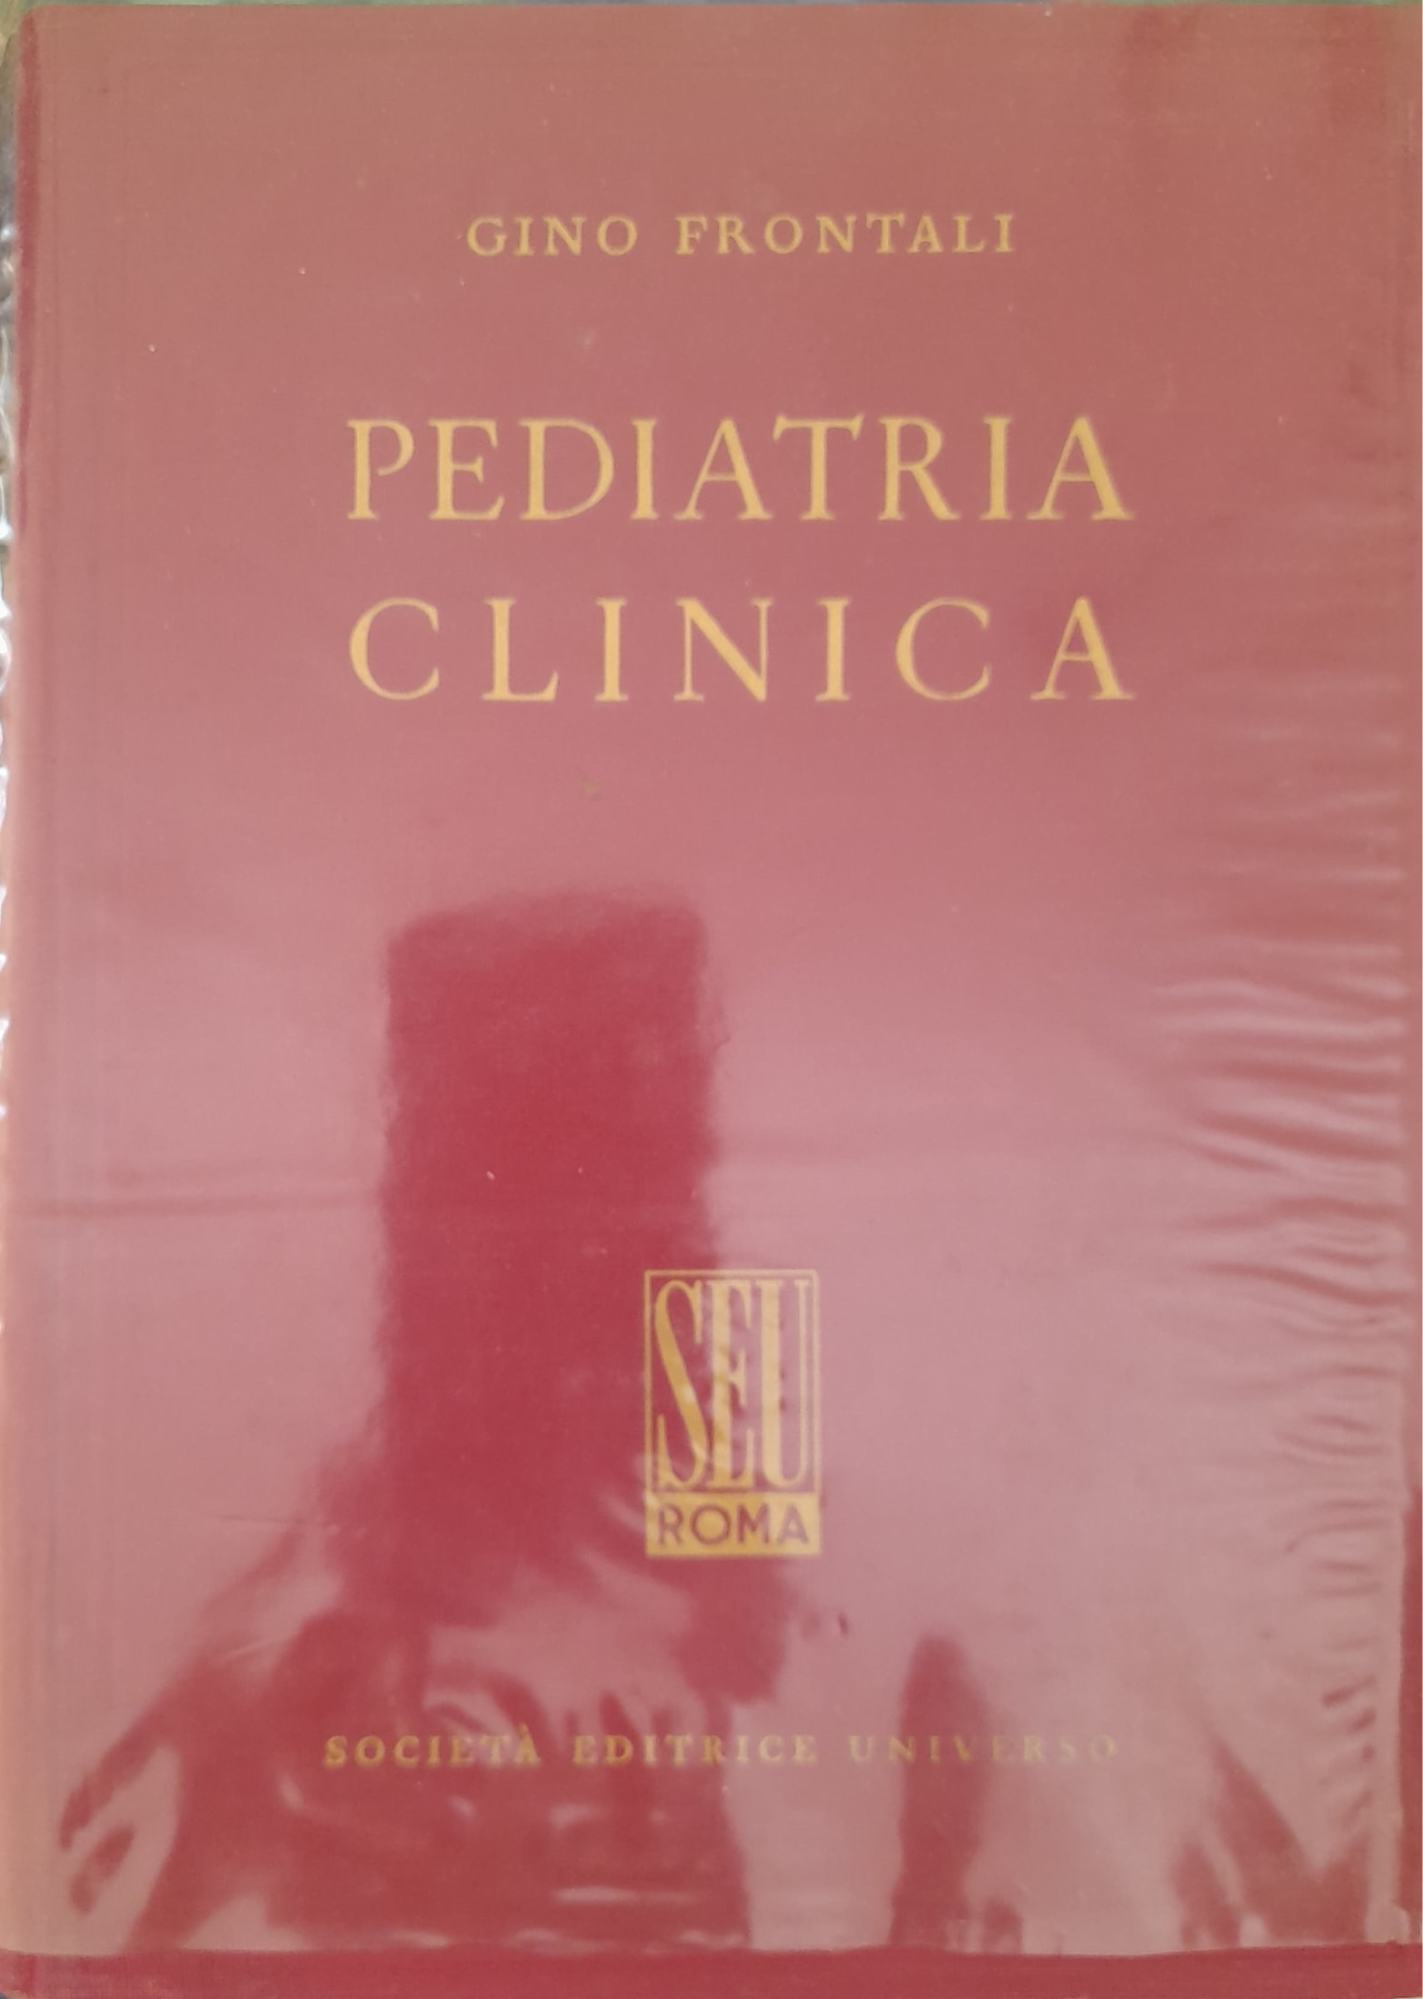 GINO FRONTALI
PEDIATRIA
CLINICA
SEU
ROMA
SOCIETÀ EDITRICE UNIVERSO